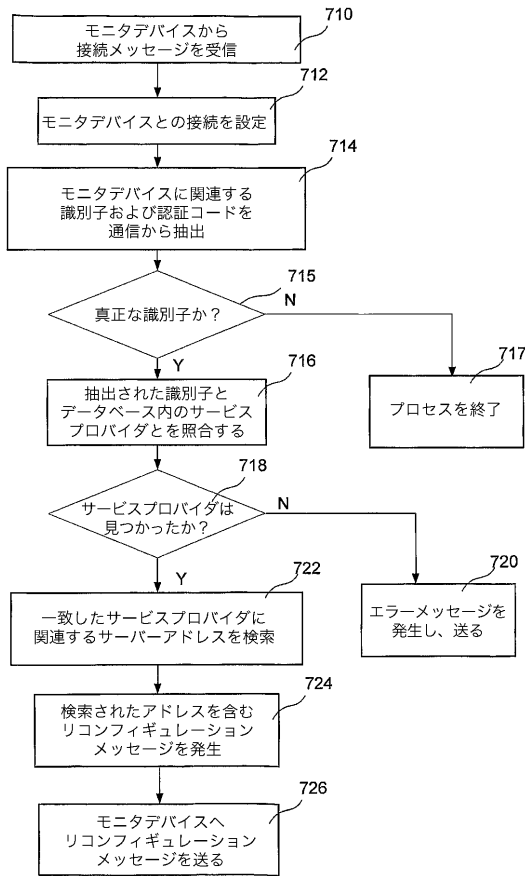 710
モニタデバイスから
接続メッセージを受信
712
モニタデバイスとの接続を設定
714
モニタデバイスに関連する
識別子および認証コードを
通信から抽出
715
真正な識別子か？
N
Y
717
プロセスを終了
716
抽出された識別子と
データベース内のサービス
プロバイダとを照合する
718
サービスプロバイダは
見つかったか？
N
Y
720
エラーメッセージを
発生し、送る
722
一致したサービスプロバイダに
関連するサーバーアドレスを検索
724
検索されたアドレスを含む
リコンフィギュレーション
メッセージを発生
726
モニタデバイスへ
リコンフィギュレーション
メッセージを送る